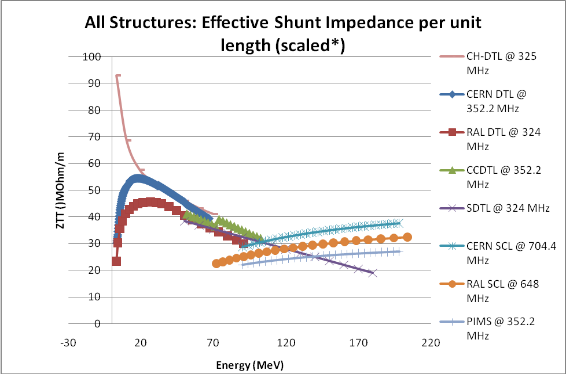 All Structures: Effective Shunt Impedance per unit
length (scaled*)
ZTT (JMOhm/m
100
90
80
70
60
50
40
30
20
10
0
-30
20
70
120
170
220
Energy (MeV)
CH-DTL @ 325
MHz
CERN DTL @
352.2 MHz
RAL DTL @ 324
MHz
CCDTL @ 352.2
MHz
SDTL @ 324 MHz
CERN SCL @ 704.4
MHz
RAL SCL @ 648
MHz
PIMS @ 352.2
MHz